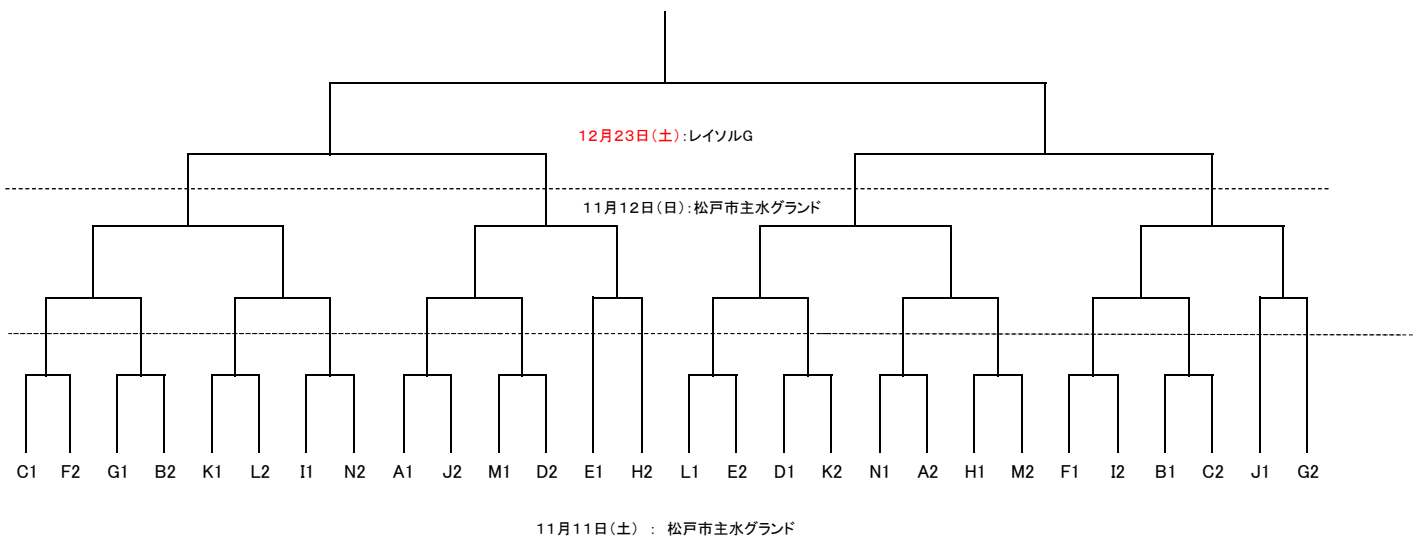 12月23日(土):レイソルG
11月12日(日):松戸市主水グランド
C1 F2 G1 B2 K1 L2 I1 N2 A1 J2 M1 D2 E1 H2 L1 E2 D1 K2 N1 A2 H1 M2 F1 I2 B1 C2 J1 G2
11月11日(土) : 松戸市主水グランド